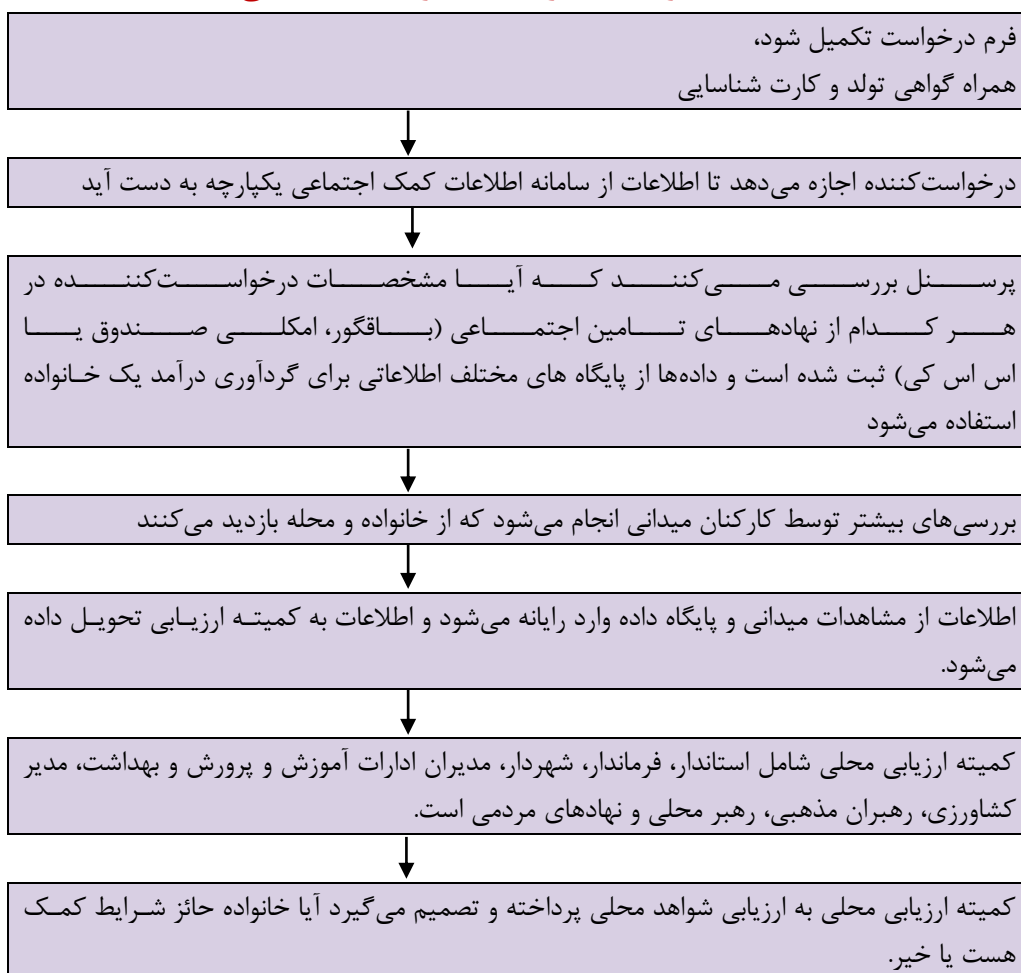 فرم درخواست تکمیل شود،
همراه گواهی تولد و کارت شناسایی
درخواست‌کننده اجازه می‌دهد تا اطلاعات از سامانه اطلاعات کمک اجتماعی یکپارچه به دست آید
پرسنل بررسی می‌کنند که آیا مشخصات درخواست‌کننده در
هر کدام از نهادهای تامین اجتماعی (باقگور، امکلی صندوق یا
اس اس کی) ثبت شده است و داده‌ها از پایگاه های مختلف اطلاعاتی برای گردآوری درآمد یک خانواده
استفاده می‌شود
بررسی‌های بیشتر توسط کارکنان میدانی انجام می‌شود که از خانواده و محله بازدید می‌کنند
اطلاعات از مشاهدات میدانی و پایگاه داده وارد رایانه می‌شود و اطلاعات به کمیته ارزیابی تحویل داده
می‌شود.
کمیته ارزیابی محلی شامل استاندار، فرماندار، شهردار، مدیران ادارات آموزش و پرورش و بهداشت، مدیر
کشاورزی، رهبران مذهبی، رهبر محلی و نهادهای مردمی است.
کمیته ارزیابی محلی به ارزیابی شواهد محلی پرداخته و تصمیم می‌گیرد آیا خانواده حائز شرایط کمک
هست یا خیر.